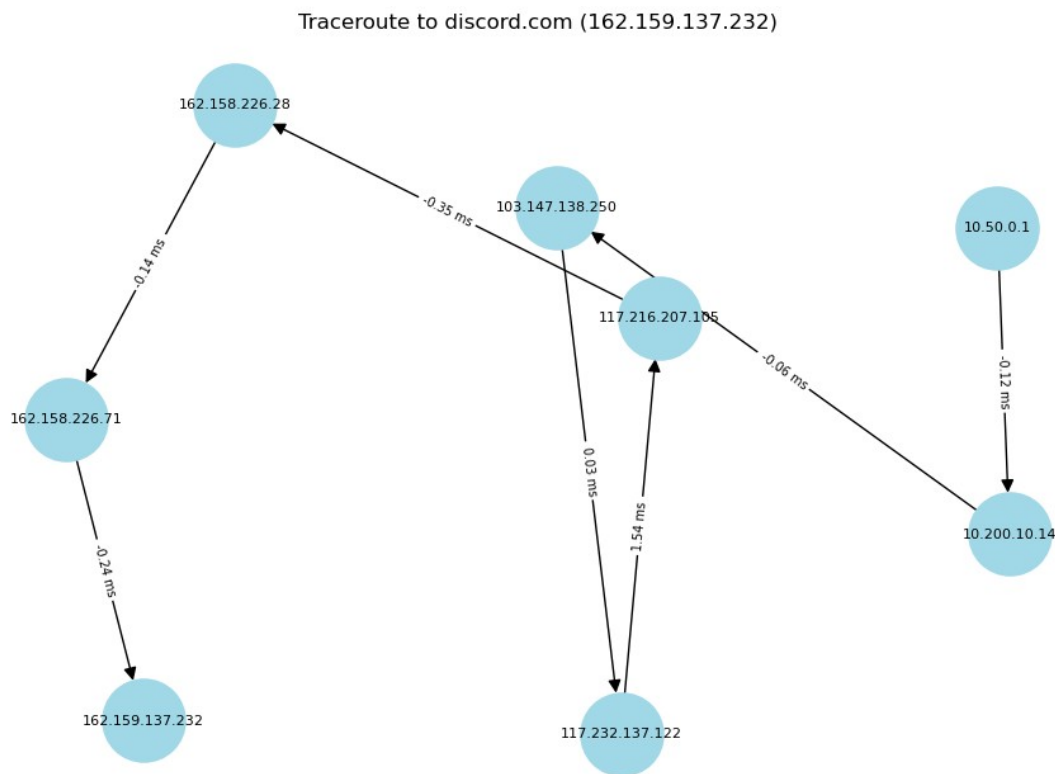 Traceroute to discord.com (162.159.137.232)
162.158.226.28
-0.35 ms
103.147.138.250
10.50.0.1
-0.14 ms
117.216.207.105
-0.06 ms
-0.12 ms
162.158.226.71
0.03 ms
1.54 ms
10.200.10.14
-0.24 ms
162.159.137.232
117.232.137.122